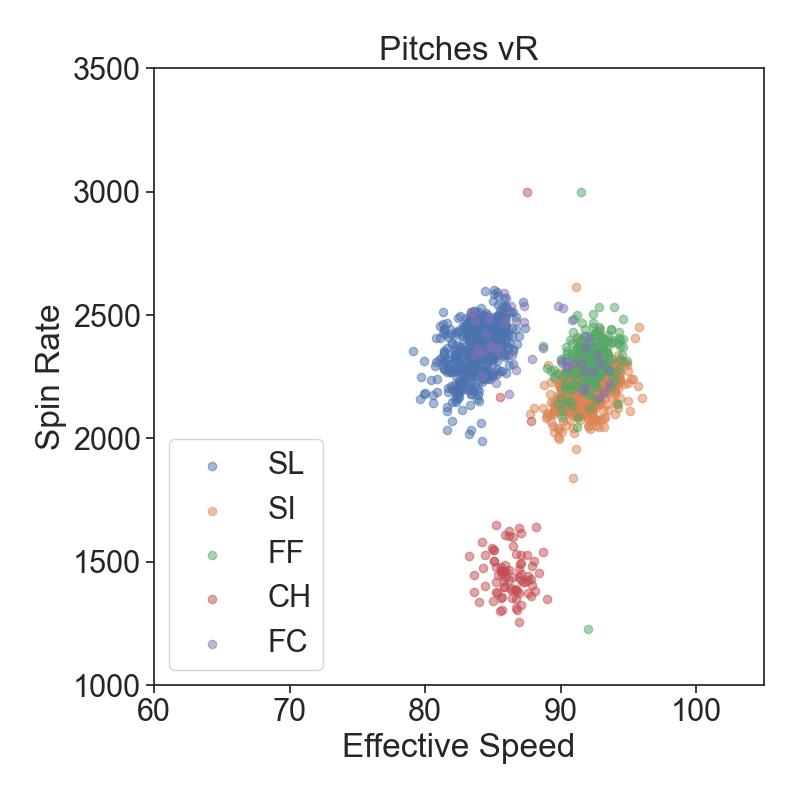 Pitches vR
3500
3000
2500
2000
1500
1000
Spin Rate
SL
SI
FF
CH
FC
60 70 80 90 100
Effective Speed